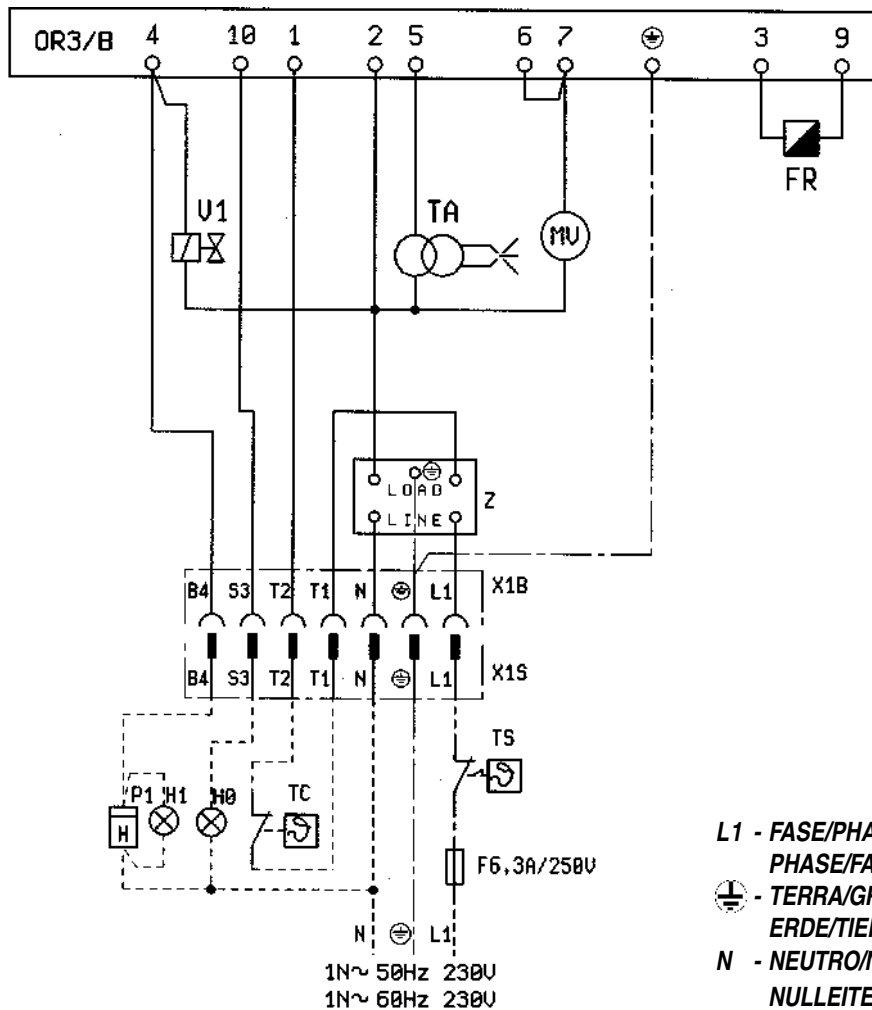 OR3/B 4 10 1 2 5 6 7 3 9
FR
V1 TA MV
LOAD
LINE Z
B4 S3 T2 T1 N L1 X1B
B4 S3 T2 T1 N L1 X1S
TS
P1 H1 H0 TC
H
F6,3A/250V
N L1
1N~ 50Hz 230V
1N~ 60Hz 230V
L1 - FASE/PHA
PHASE/FA
- TERRA/GR
ERDE/TIE
N - NEUTRO/N
NULLEITE